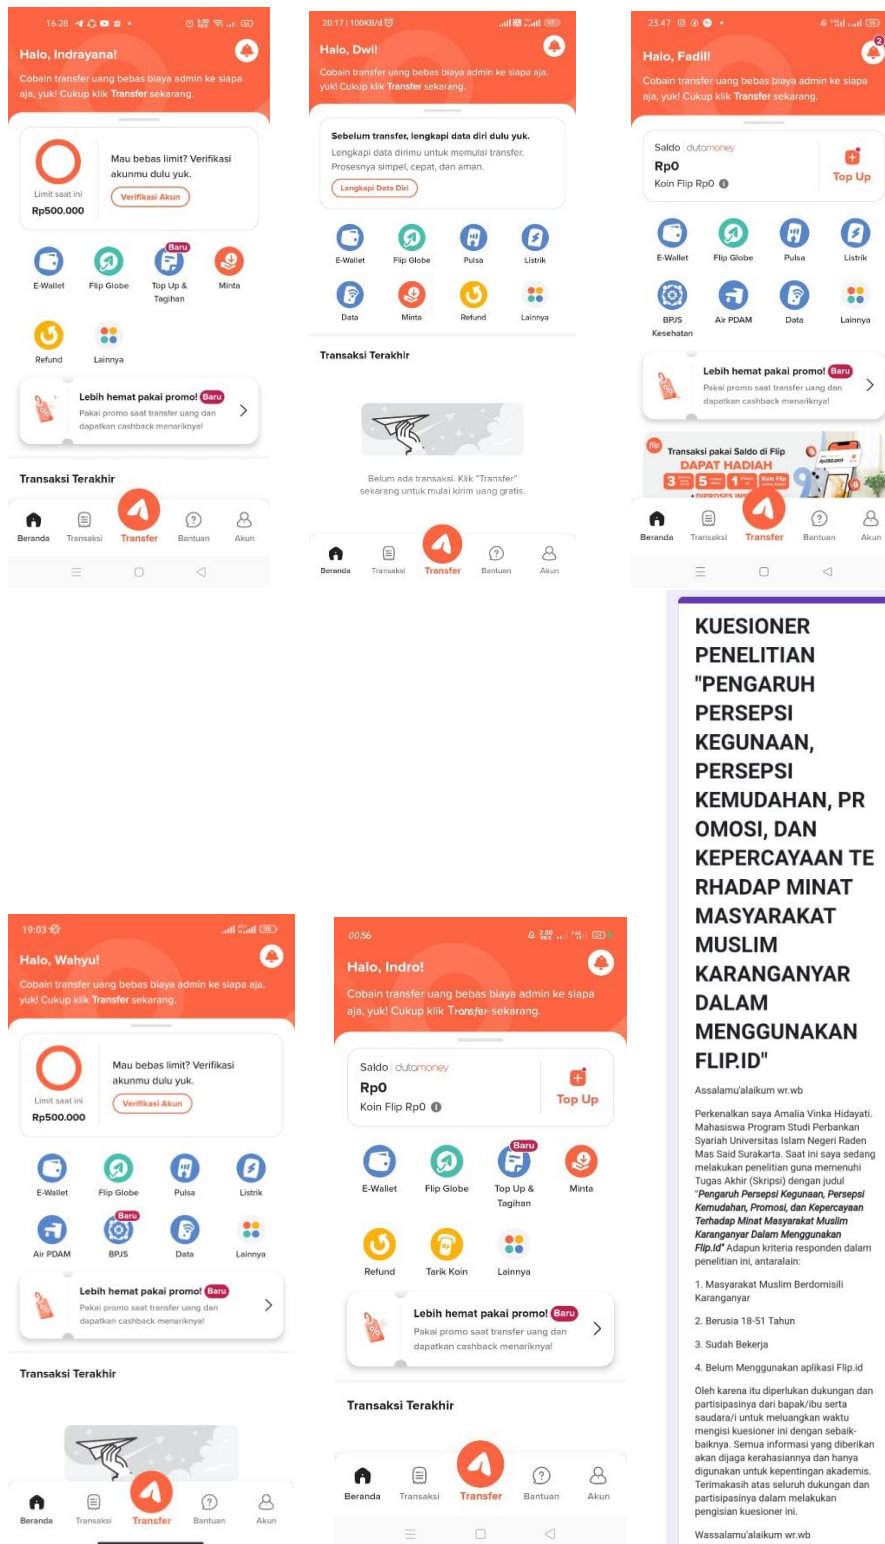 16.28
Halo, Indrayana!
Cobain transfer uang bebas biaya admin ke siapa
aja, yuk! Cukup klik Transfer sekarang.
Limit saat ini
Rp500.000
Mau bebas limit? Verifikasi
akunmu dulu yuk.
Verifikasi Akun
Baru
E-Wallet
Flip Globe
Top Up &
Tagihan
Minta
Refund
Lainnya
Lebih hemat pakai promo! Baru
Pakai promo saat transfer uang dan
dapatkan cashback menariknya!
Transaksi Terakhir
Beranda
Transaksi
Transfer
Bantuan
Akun
20:17 | 100KB/d
Halo, Dwi!
Cobain transfer uang bebas biaya admin ke siapa aja,
yuk! Cukup klik Transfer sekarang.
Sebelum transfer, lengkapi data diri dulu yuk.
Lengkapi data dirimu untuk memulai transfer.
Prosesnya simpel, cepat, dan aman.
Lengkapi Data Diri
E-Wallet
Flip Globe
Pulsa
Listrik
Data
Minta
Refund
Lainnya
Transaksi Terakhir
Belum ada transaksi. Klik "Transfer"
sekarang untuk mulai kirim uang gratis.
Beranda
Transaksi
Transfer
Bantuan
Akun
23.47
2
Halo, Fadil!
Cobain transfer uang bebas biaya admin ke siapa
aja, yuk! Cukup klik Transfer sekarang.
Saldo dutamoney
Rp0
Koin Flip Rp0
Top Up
E-Wallet
Flip Globe
Pulsa
Listrik
BPJS
Kesehatan
Air PDAM
Data
Lainnya
Lebih hemat pakai promo! Baru
Pakai promo saat transfer uang dan
dapatkan cashback menariknya!
flip
Transaksi pakai Saldo di Flip
DAPAT HADIAH
3 5 1 Koin Flip
+ DIPROSES
Beranda
Transaksi
Transfer
Bantuan
Akun
19:03
Halo, Wahyu!
Cobain transfer uang bebas biaya admin ke siapa aja,
yuk! Cukup klik Transfer sekarang.
Limit saat ini
Rp500.000
Mau bebas limit? Verifikasi
akunmu dulu yuk.
Verifikasi Akun
E-Wallet
Flip Globe
Pulsa
Listrik
Baru
Air PDAM
BPJS
Data
Lainnya
Lebih hemat pakai promo! Baru
Pakai promo saat transfer uang dan
dapatkan cashback menariknya!
Transaksi Terakhir
Beranda
Transaksi
Transfer
Bantuan
Akun
00.56
Halo, Indro!
Cobain transfer uang bebas biaya admin ke siapa
aja, yuk! Cukup klik Transfer sekarang.
Saldo dutamoney
Rp0
Koin Flip Rp0
Top Up
Baru
E-Wallet
Flip Globe
Top Up &
Tagihan
Minta
Refund
Tarik Koin
Lainnya
Lebih hemat pakai promo! Baru
Pakai promo saat transfer uang dan
dapatkan cashback menariknya!
Transaksi Terakhir
Beranda
Transaksi
Transfer
Bantuan
Akun
KUESIONER
PENELITIAN
"PENGARUH
PERSEPSI
KEGUNAAN,
PERSEPSI
KEMUDAHAN, PR
OMOSI, DAN
KEPERCAYAAN TE
RHADAP MINAT
MASYARAKAT
MUSLIM
KARANGANYAR
DALAM
MENGGUNAKAN
FLIP.ID"
Assalamu'alaikum wr.wb
Perkenalkan saya Amalia Vinka Hidayati.
Mahasiswa Program Studi Perbankan
Syariah Universitas Islam Negeri Raden
Mas Said Surakarta. Saat ini saya sedang
melakukan penelitian guna memenuhi
Tugas Akhir (Skripsi) dengan judul
"Pengaruh Persepsi Kegunaan, Persepsi
Kemudahan, Promosi, dan Kepercayaan
Terhadap Minat Masyarakat Muslim
Karanganyar Dalam Menggunakan
Flip.Id" Adapun kriteria responden dalam
penelitian ini, antaralain:
1. Masyarakat Muslim Berdomisili
Karanganyar
2. Berusia 18-51 Tahun
3. Sudah Bekerja
4. Belum Menggunakan aplikasi Flip.id
Oleh karena itu diperlukan dukungan dan
partisipasinya dari bapak/ibu serta
saudara/i untuk meluangkan waktu
mengisi kuesioner ini dengan sebaik-
baiknya. Semua informasi yang diberikan
akan dijaga kerahasiannya dan hanya
digunakan untuk kepentingan akademis.
Terimakasih atas seluruh dukungan dan
partisipasinya dalam melakukan
pengisian kuesioner ini.
Wassalamu'alaikum wr.wb